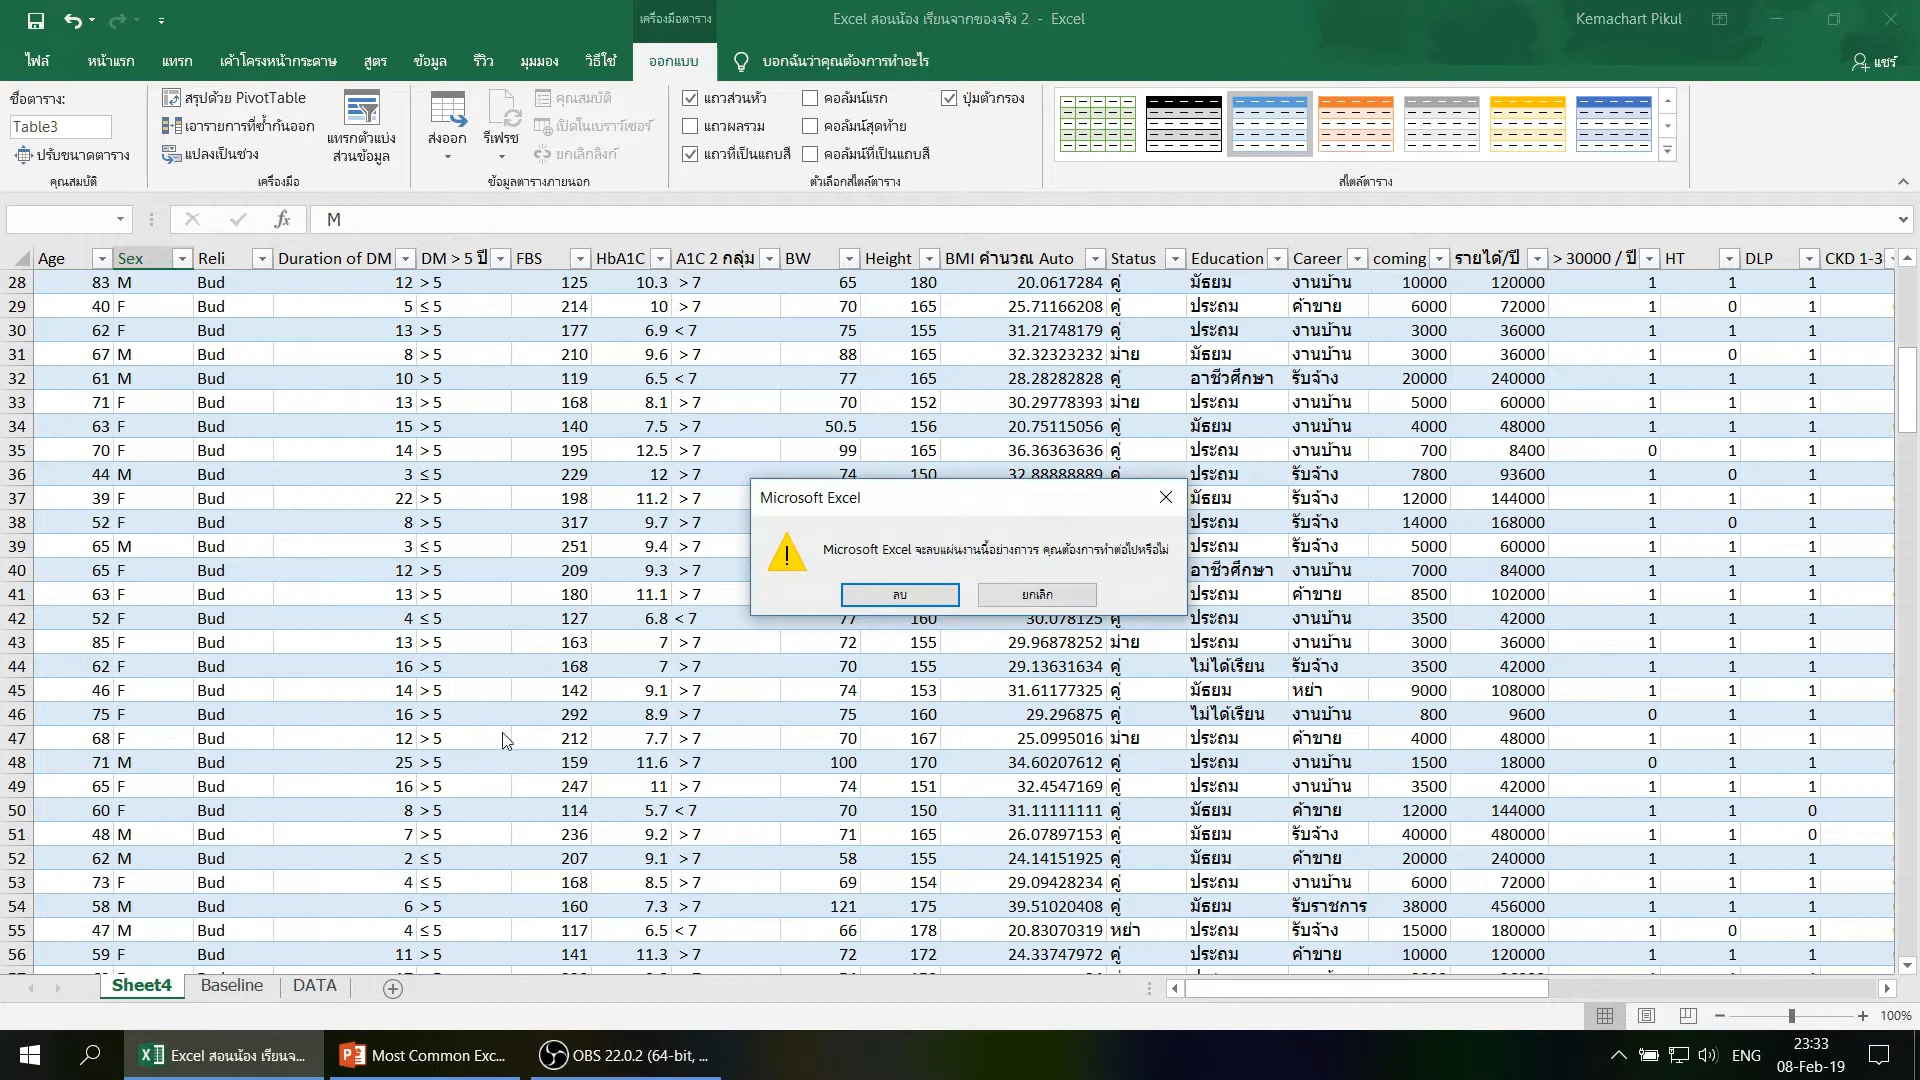 Excel สอนน้อง เรียนจากของจริง 2 - Excel
เครื่องมือตาราง
Kemachart Pikul
ไฟล์ หน้าแรก แทรก เค้าโครงหน้ากระดาษ สูตร ข้อมูล รีวิว มุมมอง วิธีใช้ ออกแบบ บอกฉันว่าคุณต้องการทำอะไร แชร์
ชื่อตาราง:
Table3
ปรับขนาดตาราง
คุณสมบัติ
สรุปด้วย PivotTable
เอารายการที่ซ้ำกันออก
แปลงเป็นช่วง
แทรกตัวแบ่ง
ส่วนข้อมูล
เครื่องมือ
ส่งออก
รีเฟรช
คุณสมบัติ
เปิดในเบราว์เซอร์
ยกเลิกลิงก์
ข้อมูลตารางภายนอก
แถวส่วนหัว
แถวผลรวม
แถวที่เป็นแถบสี
คอลัมน์แรก
คอลัมน์สุดท้าย
คอลัมน์ที่เป็นแถบสี
ปุ่มตัวกรอง
ตัวเลือกสไตล์ตาราง
สไตล์ตาราง
fx M
Age Sex Reli Duration of DM DM > 5 ปี FBS HbA1C A1C 2 กลุ่ม BW Height BMI คำนวณ Auto Status Education Career coming รายได้/ปี > 30000 / ปี HT DLP CKD 1-3
28 83 M Bud 12 > 5 125 10.3 > 7 65 180 20.0617284 คู่ มัธยม งานบ้าน 10000 120000 1 1 1
29 40 F Bud 5 ≤ 5 214 10 > 7 70 165 25.71166208 คู่ ประถม ค้าขาย 6000 72000 1 0 1
30 62 F Bud 13 > 5 177 6.9 < 7 75 155 31.21748179 คู่ ประถม งานบ้าน 3000 36000 1 1 1
31 67 M Bud 8 > 5 210 9.6 > 7 88 165 32.32323232 ม่าย มัธยม งานบ้าน 3000 36000 1 0 1
32 61 M Bud 10 > 5 119 6.5 < 7 77 165 28.28282828 คู่ อาชีวศึกษา รับจ้าง 20000 240000 1 1 1
33 71 F Bud 13 > 5 168 8.1 > 7 70 152 30.29778393 ม่าย ประถม งานบ้าน 5000 60000 1 1 1
34 63 F Bud 15 > 5 140 7.5 > 7 50.5 156 20.75115056 คู่ มัธยม งานบ้าน 4000 48000 1 1 1
35 70 F Bud 14 > 5 195 12.5 > 7 99 165 36.36363636 คู่ ประถม งานบ้าน 700 8400 0 1 1
36 44 M Bud 3 ≤ 5 229 12 > 7 74 150 32.88888889 คู่ ประถม รับจ้าง 7800 93600 1 0 1
37 39 F Bud 22 > 5 198 11.2 > 7 มัธยม รับจ้าง 12000 144000 1 1 1
38 52 F Bud 8 > 5 317 9.7 > 7 ประถม รับจ้าง 14000 168000 1 0 1
39 65 M Bud 3 ≤ 5 251 9.4 > 7 ประถม รับจ้าง 5000 60000 1 1 1
40 65 F Bud 12 > 5 209 9.3 > 7 อาชีวศึกษา งานบ้าน 7000 84000 1 1 1
41 63 F Bud 13 > 5 180 11.1 > 7 ประถม ค้าขาย 8500 102000 1 1 1
42 52 F Bud 4 ≤ 5 127 6.8 < 7 77 160 30.078125 คู่ ประถม งานบ้าน 3500 42000 1 1 1
43 85 F Bud 13 > 5 163 7 > 7 72 155 29.96878252 ม่าย ประถม งานบ้าน 3000 36000 1 1 1
44 62 F Bud 16 > 5 168 7 > 7 70 155 29.13631634 คู่ ไม่ได้เรียน รับจ้าง 3500 42000 1 1 1
45 46 F Bud 14 > 5 142 9.1 > 7 74 153 31.61177325 คู่ มัธยม หย่า 9000 108000 1 1 1
46 75 F Bud 16 > 5 292 8.9 > 7 75 160 29.296875 คู่ ไม่ได้เรียน งานบ้าน 800 9600 0 1 1
47 68 F Bud 12 > 5 212 7.7 > 7 70 167 25.0995016 ม่าย ประถม ค้าขาย 4000 48000 1 1 1
48 71 M Bud 25 > 5 159 11.6 > 7 100 170 34.60207612 คู่ ประถม งานบ้าน 1500 18000 0 1 1
49 65 F Bud 16 > 5 247 11 > 7 74 151 32.4547169 คู่ ประถม งานบ้าน 3500 42000 1 1 1
50 60 F Bud 8 > 5 114 5.7 < 7 70 150 31.11111111 คู่ มัธยม ค้าขาย 12000 144000 1 1 0
51 48 M Bud 7 > 5 236 9.2 > 7 71 165 26.07897153 คู่ มัธยม รับจ้าง 40000 480000 1 1 0
52 62 M Bud 2 ≤ 5 207 9.1 > 7 58 155 24.14151925 คู่ มัธยม ค้าขาย 20000 240000 1 1 1
53 73 F Bud 4 ≤ 5 168 8.5 > 7 69 154 29.09428234 คู่ ประถม งานบ้าน 6000 72000 1 1 1
54 58 M Bud 6 > 5 160 7.3 > 7 121 175 39.51020408 คู่ มัธยม รับราชการ 38000 456000 1 1 1
55 47 M Bud 4 ≤ 5 117 6.5 < 7 66 178 20.83070319 หย่า ประถม รับจ้าง 15000 180000 1 0 1
56 59 F Bud 11 > 5 141 11.3 > 7 72 172 24.33747972 คู่ ประถม ค้าขาย 10000 120000 1 1 1
Microsoft Excel
Microsoft Excel จะลบแผ่นงานนี้อย่างถาวร คุณต้องการทำต่อไปหรือไม่
ลบ ยกเลิก
Sheet4 Baseline DATA
100%
Excel สอนน้อง เรียนจ... Most Common Exc... OBS 22.0.2 (64-bit, ...
ENG
23:33
08-Feb-19